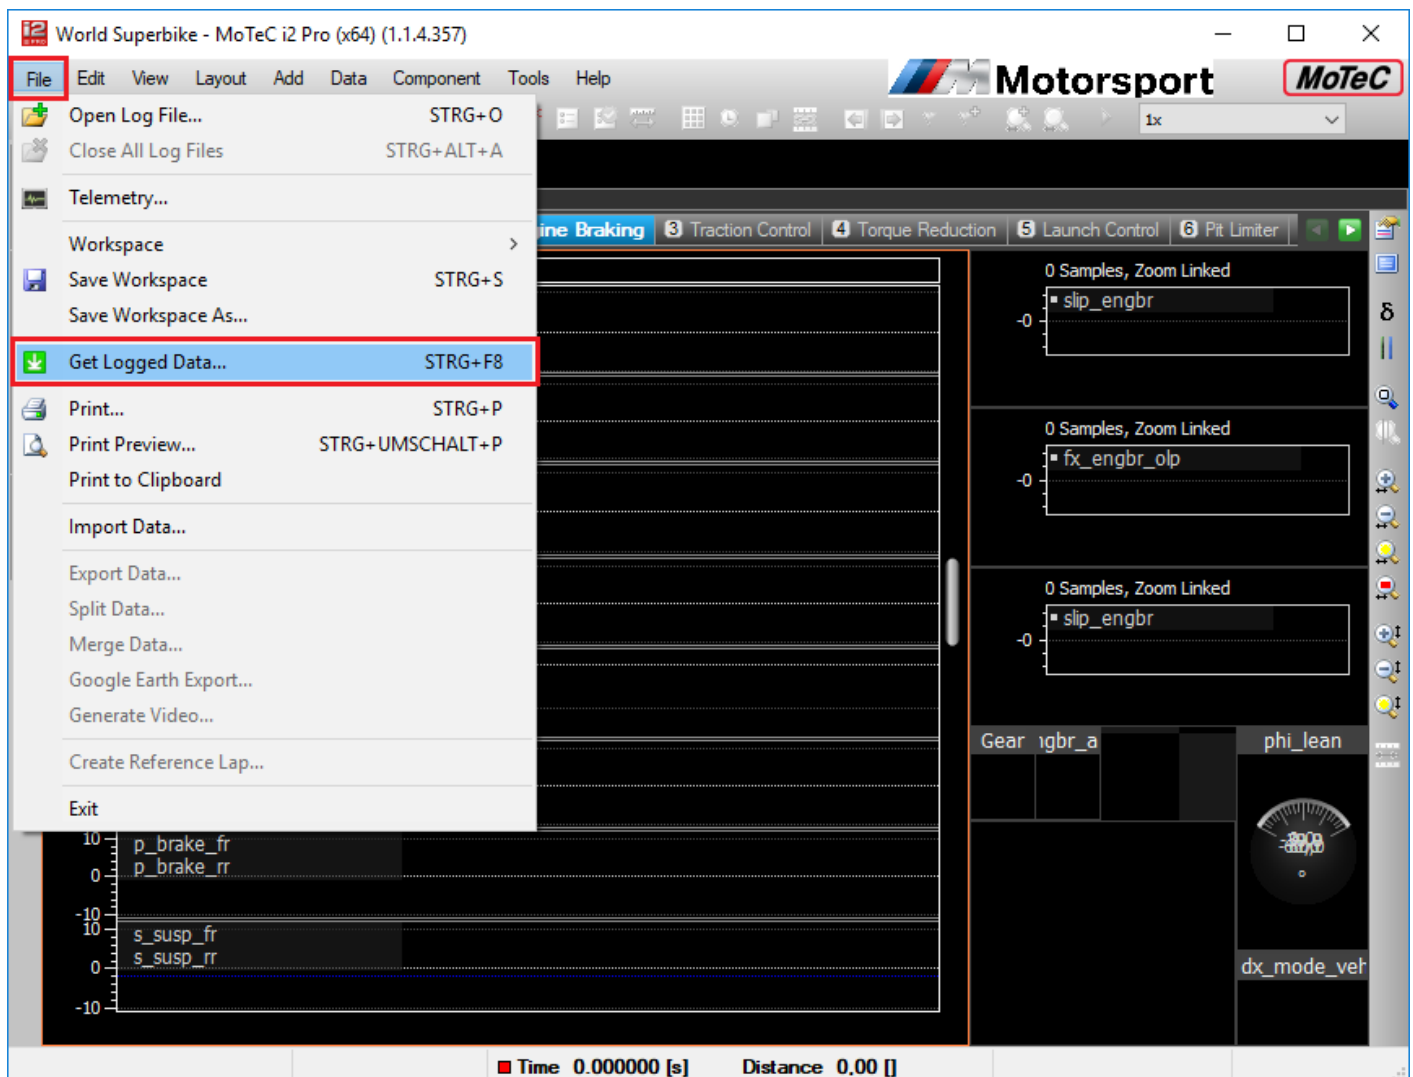 World Superbike - MoTeC i2 Pro (x64) (1.1.4.357)
File Edit View Layout Add Data Component Tools Help
Motorsport
MoTeC
Open Log File... STRG+O
1x
Close All Log Files STRG+ALT+A
Telemetry...
ine Braking 3 Traction Control 4 Torque Reduction 5 Launch Control 6 Pit Limiter
Workspace
Save Workspace STRG+S
Save Workspace As...
Get Logged Data... STRG+F8
Print... STRG+P
Print Preview... STRG+UMSCHALT+P
Print to Clipboard
Import Data...
Export Data...
Split Data...
Merge Data...
Google Earth Export...
Generate Video...
Create Reference Lap...
Exit
0 Samples, Zoom Linked
slip_engbr
-0
0 Samples, Zoom Linked
fx_engbr_olp
-0
0 Samples, Zoom Linked
slip_engbr
-0
Gear ngbr_a phi_lean
dx_mode_veh
10
p_brake_fr
p_brake_rr
0
-10
10
s_susp_fr
s_susp_rr
0
-10
Time 0.000000 [s] Distance 0,00 []